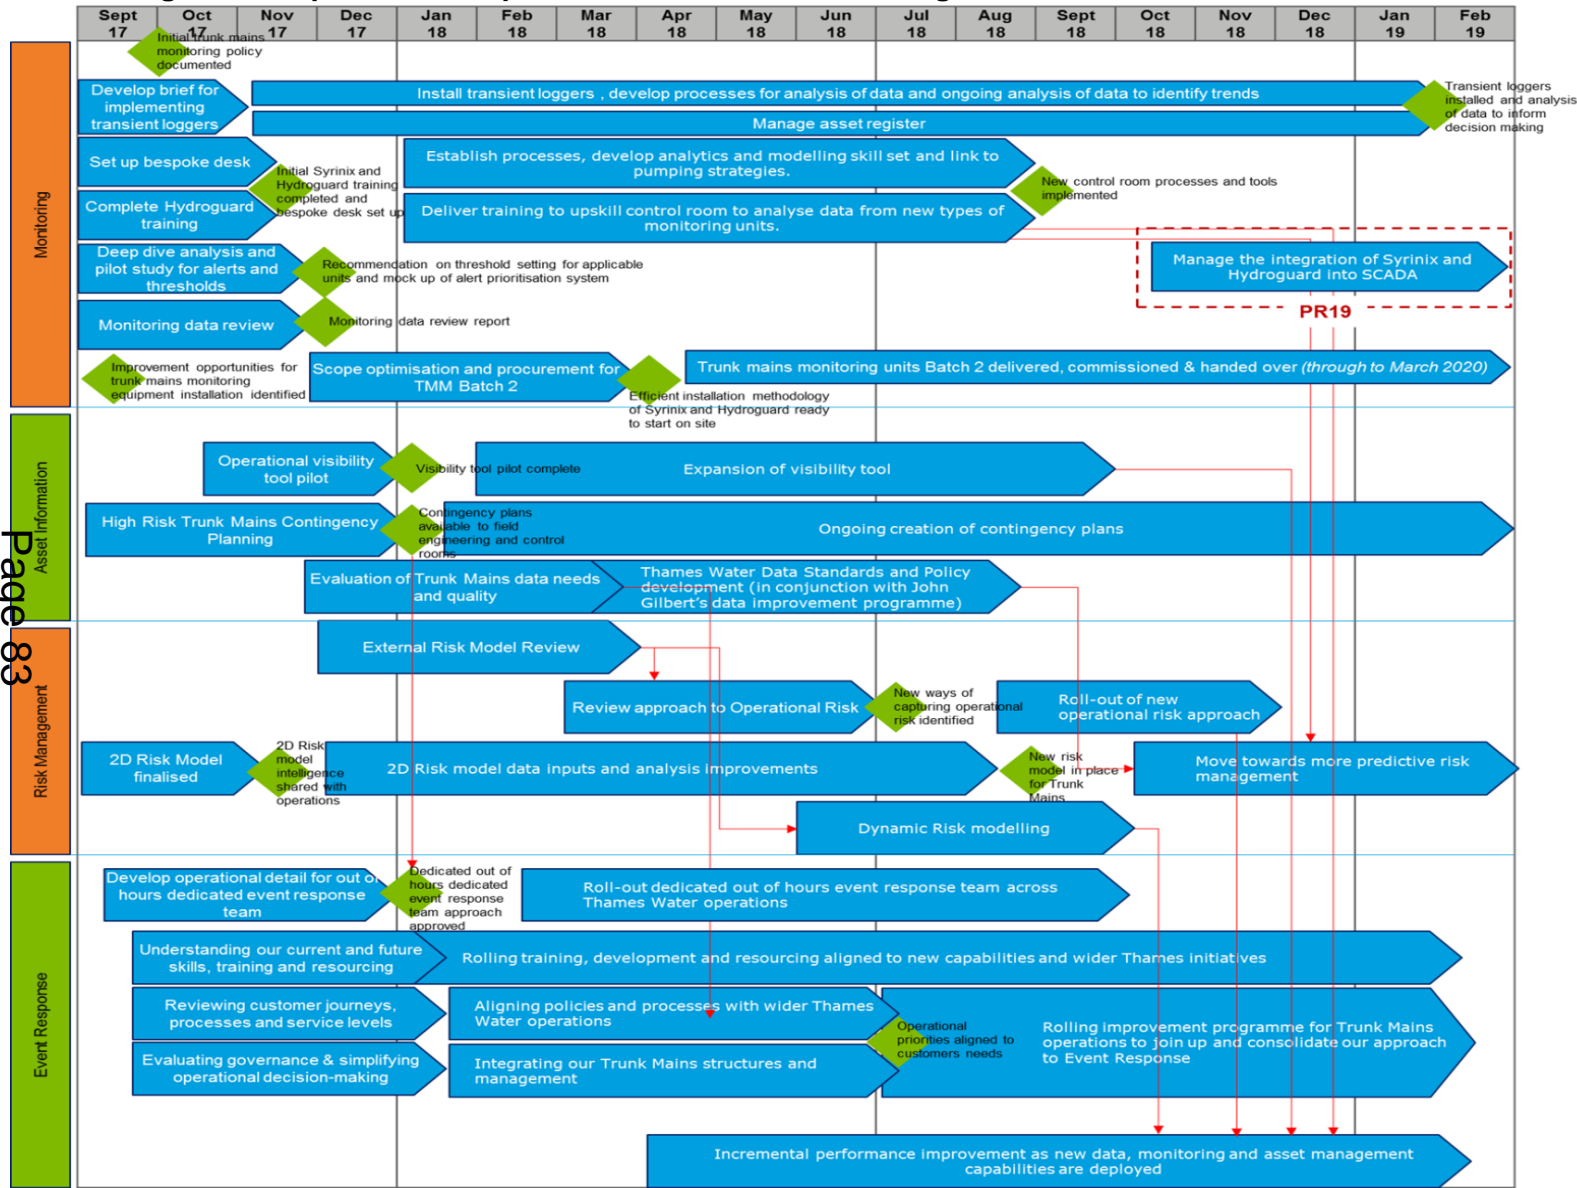 Sept Oct Nov Dec Jan Feb Mar Apr May Jun Jul Aug Sept Oct Nov Dec Jan Feb
17 17 17 17 18 18 18 18 18 18 18 18 18 18 18 18 19 19
Monitoring
Initial trunk mains
monitoring policy
documented
Develop brief for
implementing
transient loggers
Install transient loggers , develop processes for analysis of data and ongoing analysis of data to identify trends
Manage asset register
Transient loggers
installed and analysis
of data to inform
decision making
Set up bespoke desk
Complete Hydroguard
training
Initial Syrinix and
Hydroguard training
completed and
bespoke desk set up
Establish processes, develop analytics and modelling skill set and link to
pumping strategies.
Deliver training to upskill control room to analyse data from new types of
monitoring units.
New control room processes and tools
implemented
Deep dive analysis and
pilot study for alerts and
thresholds
Recommendation on threshold setting for applicable
units and mock up of alert prioritisation system
Manage the integration of Syrinix and
Hydroguard into SCADA
PR19
Monitoring data review
Monitoring data review report
Improvement opportunities for
trunk mains monitoring
equipment installation identified
Scope optimisation and procurement for
TMM Batch 2
Efficient installation methodology
of Syrinix and Hydroguard ready
to start on site
Trunk mains monitoring units Batch 2 delivered, commissioned & handed over (through to March 2020)
Asset Information
Operational visibility
tool pilot
Visibility tool pilot complete
Expansion of visibility tool
High Risk Trunk Mains Contingency
Planning
Contingency plans
available to field
engineering and control
rooms
Ongoing creation of contingency plans
Evaluation of Trunk Mains data needs
and quality
Thames Water Data Standards and Policy
development (in conjunction with John
Gilbert's data improvement programme)
Page 83
Risk Management
External Risk Model Review
Review approach to Operational Risk
New ways of
capturing operational
risk identified
Roll-out of new
operational risk approach
2D Risk Model
finalised
2D Risk
model
intelligence
shared with
operations
2D Risk model data inputs and analysis improvements
New risk
model in place
for Trunk
Mains
Move towards more predictive risk
management
Dynamic Risk modelling
Event Response
Develop operational detail for out of
hours dedicated event response
team
Dedicated out of
hours dedicated
event response
team approach
approved
Roll-out dedicated out of hours event response team across
Thames Water operations
Understanding our current and future
skills, training and resourcing
Rolling training, development and resourcing aligned to new capabilities and wider Thames initiatives
Reviewing customer journeys,
processes and service levels
Aligning policies and processes with wider Thames
Water operations
Operational
priorities aligned to
customers needs
Rolling improvement programme for Trunk Mains
operations to join up and consolidate our approach
to Event Response
Evaluating governance & simplifying
operational decision-making
Integrating our Trunk Mains structures and
management
Incremental performance improvement as new data, monitoring and asset management
capabilities are deployed